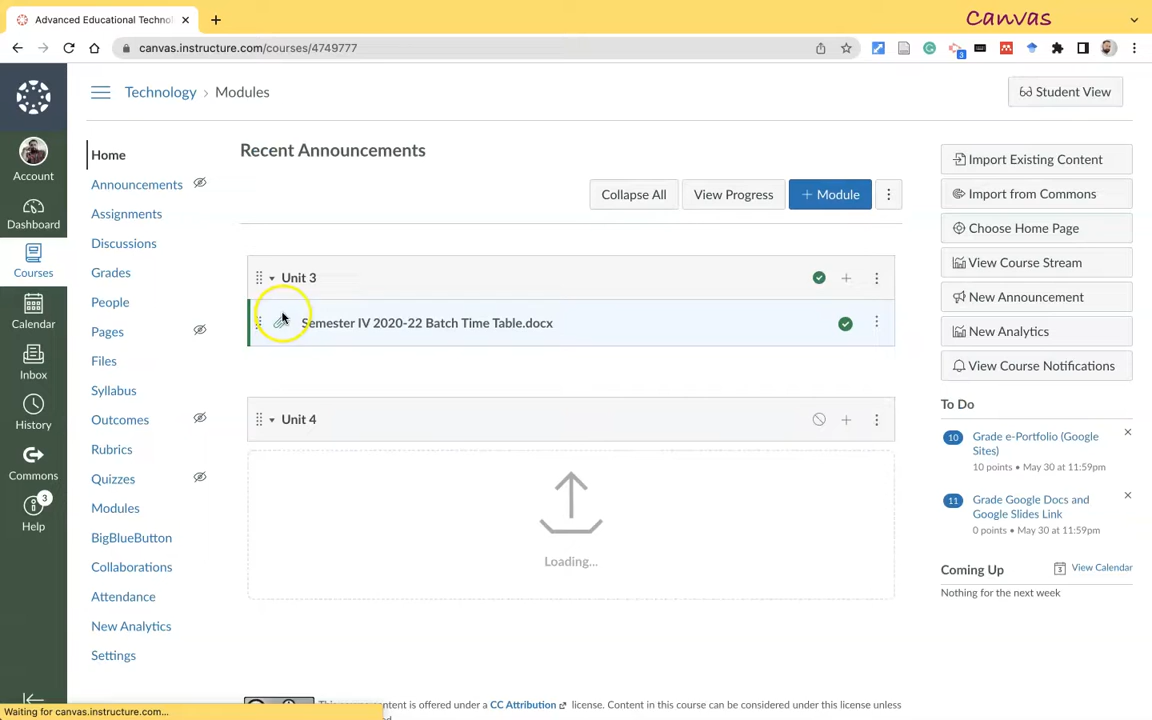 Advanced Educational Techno
Canvas
canvas.instructure.com/courses/4749777
3
Technology > Modules
Student View
Account
Dashboard
Courses
Calendar
Inbox
History
Commons
3
Help
Home
Announcements
Assignments
Discussions
Grades
People
Pages
Files
Syllabus
Outcomes
Rubrics
Quizzes
Modules
BigBlueButton
Collaborations
Attendance
New Analytics
Settings
Recent Announcements
Collapse All
View Progress
+ Module
Unit 3
Semester IV 2020-22 Batch Time Table.docx
Unit 4
Loading...
Import Existing Content
Import from Commons
Choose Home Page
View Course Stream
New Announcement
New Analytics
View Course Notifications
To Do
10 Grade e-Portfolio (Google
Sites)
10 points • May 30 at 11:59pm
11 Grade Google Docs and
Google Slides Link
0 points • May 30 at 11:59pm
Coming Up
3 View Calendar
Nothing for the next week
content is offered under a CC Attribution license. Content in this course can be considered under this license unless
Waiting for canvas.instructure.com...